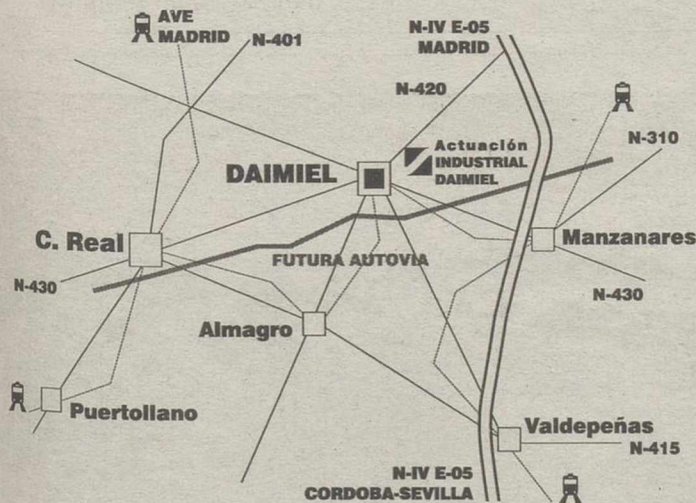 AVE
MADRID
N-401
N-IV E-05
MADRID
N-420
N-310
Actuación
INDUSTRIAL
DAIMIEL
DAIMIEL
C. Real
Manzanares
FUTURA AUTOVIA
N-430
N-430
Almagro
Puertollano
Valdepeñas
N-415
N-IV E-05
CORDOBA-SEVILLA